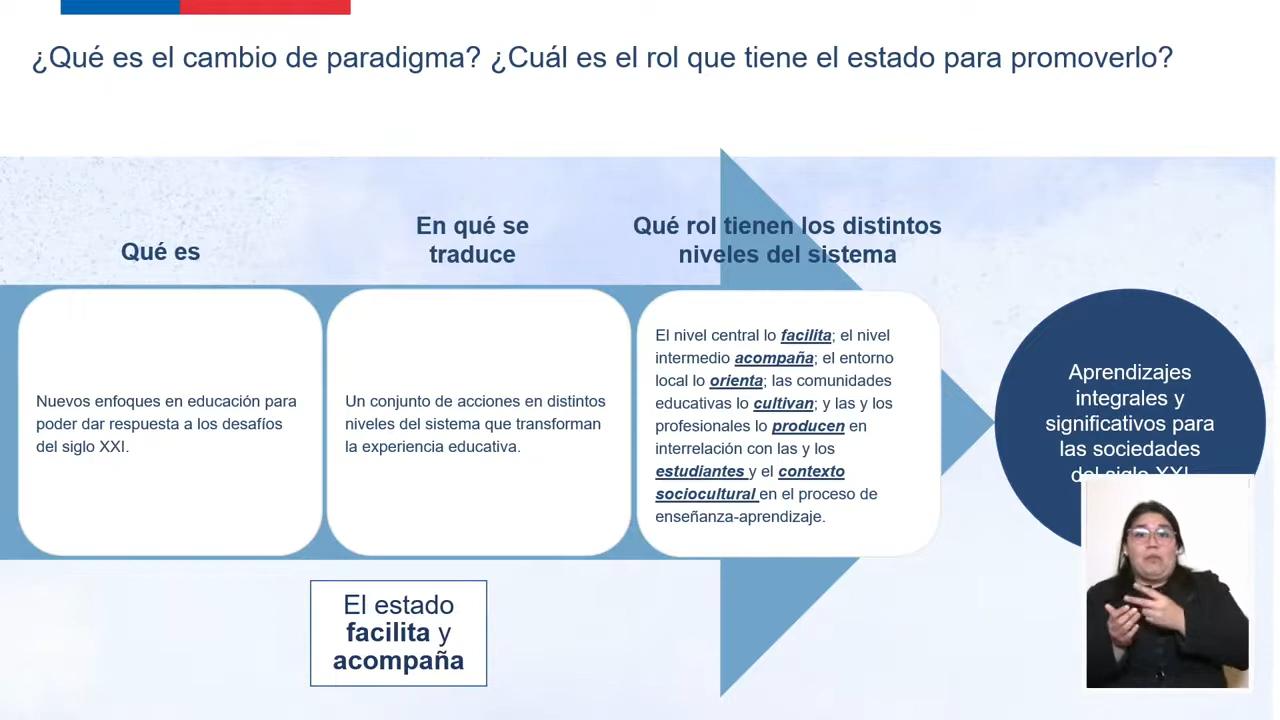 ¿Qué es el cambio de paradigma? ¿Cuál es el rol que tiene el estado para promoverlo?
Qué es
En qué se
traduce
Qué rol tienen los distintos
niveles del sistema
Nuevos enfoques en educación para
poder dar respuesta a los desafíos
del siglo XXI.
Un conjunto de acciones en distintos
niveles del sistema que transforman
la experiencia educativa.
El nivel central lo facilita; el nivel
intermedio acompaña; el entorno
local lo orienta; las comunidades
educativas lo cultivan; y las y los
profesionales lo producen en
interrelación con las y los
estudiantes y el contexto
sociocultural en el proceso de
enseñanza-aprendizaje.
Aprendizajes
integrales y
significativos para
las sociedades
del siglo XXI
El estado
facilita y
acompaña